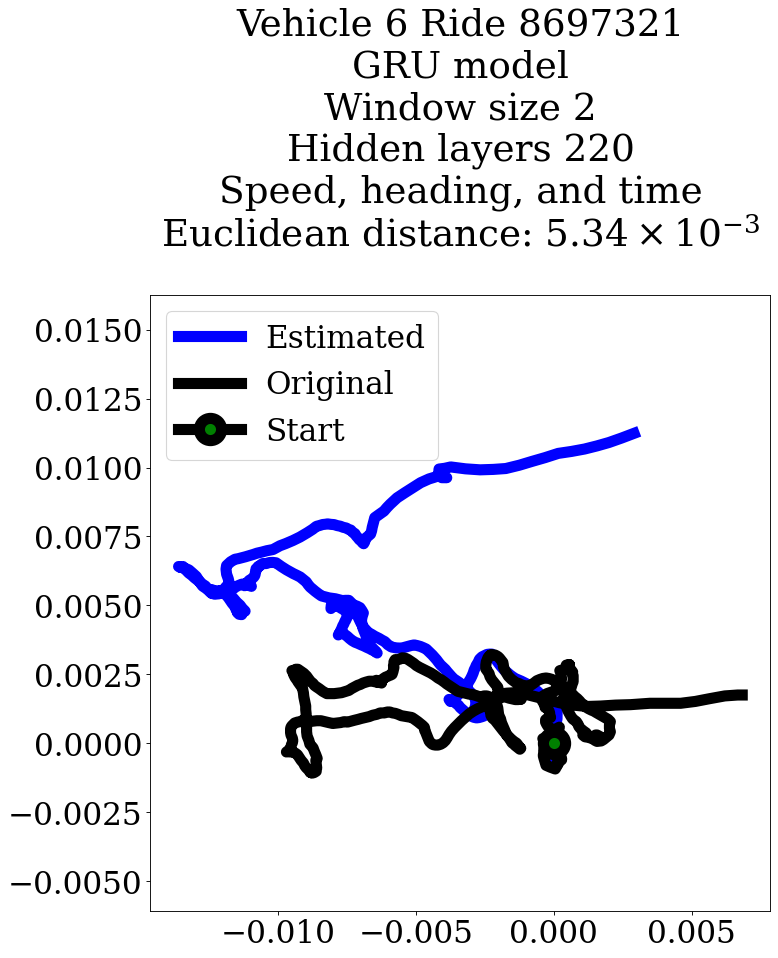 Vehicle 6 Ride 8697321
GRU model
Window size 2
Hidden layers 220
Speed, heading, and time
Euclidean distance: 5.34 × 10⁻³
Estimated
Original
Start
0.0150
0.0125
0.0100
0.0075
0.0050
0.0025
0.0000
−0.0025
−0.0050
−0.010 −0.005 0.000 0.005